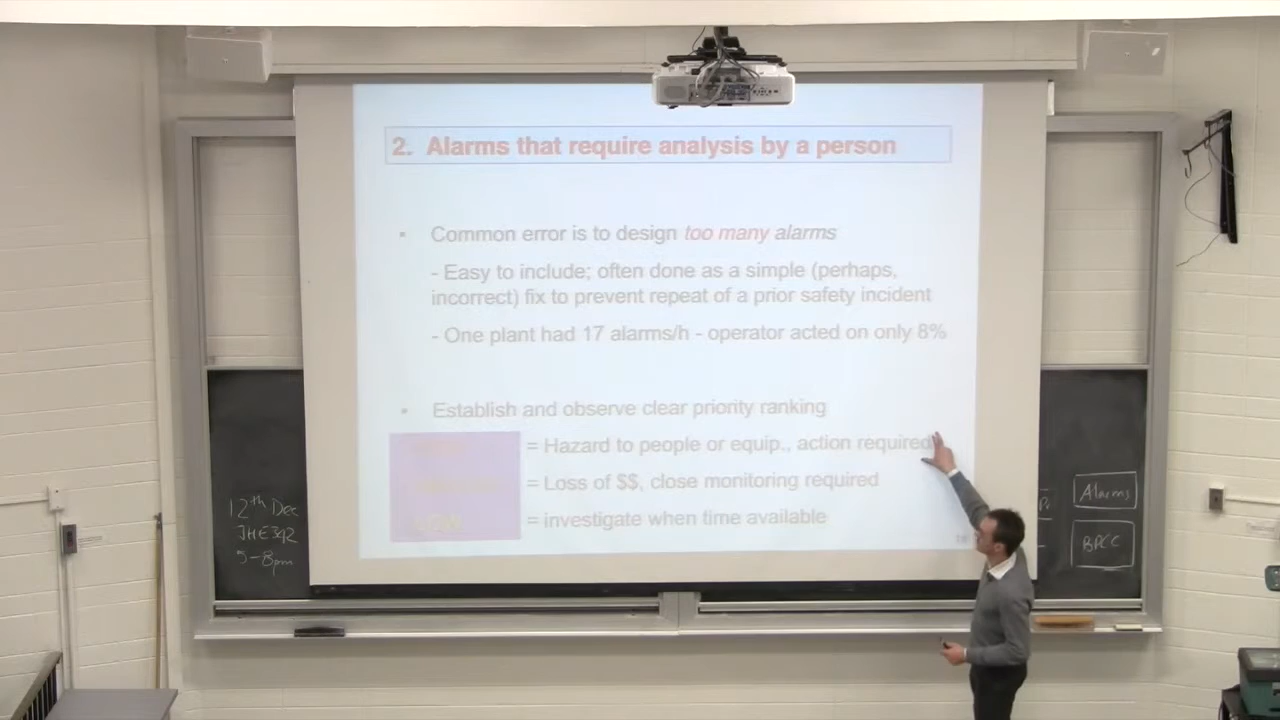 2. Alarms that require analysis by a person
Common error is to design too many alarms
- Easy to include; often done as a simple (perhaps,
incorrect) fix to prevent repeat of a prior safety incident
- One plant had 17 alarms/h - operator acted on only 8%
Establish and observe clear priority ranking
= Hazard to people or equip., action required
= Loss of $$, close monitoring required
LOW = investigate when time available
12th Dec
JHE342
5-8pm
Alarms
BPCC